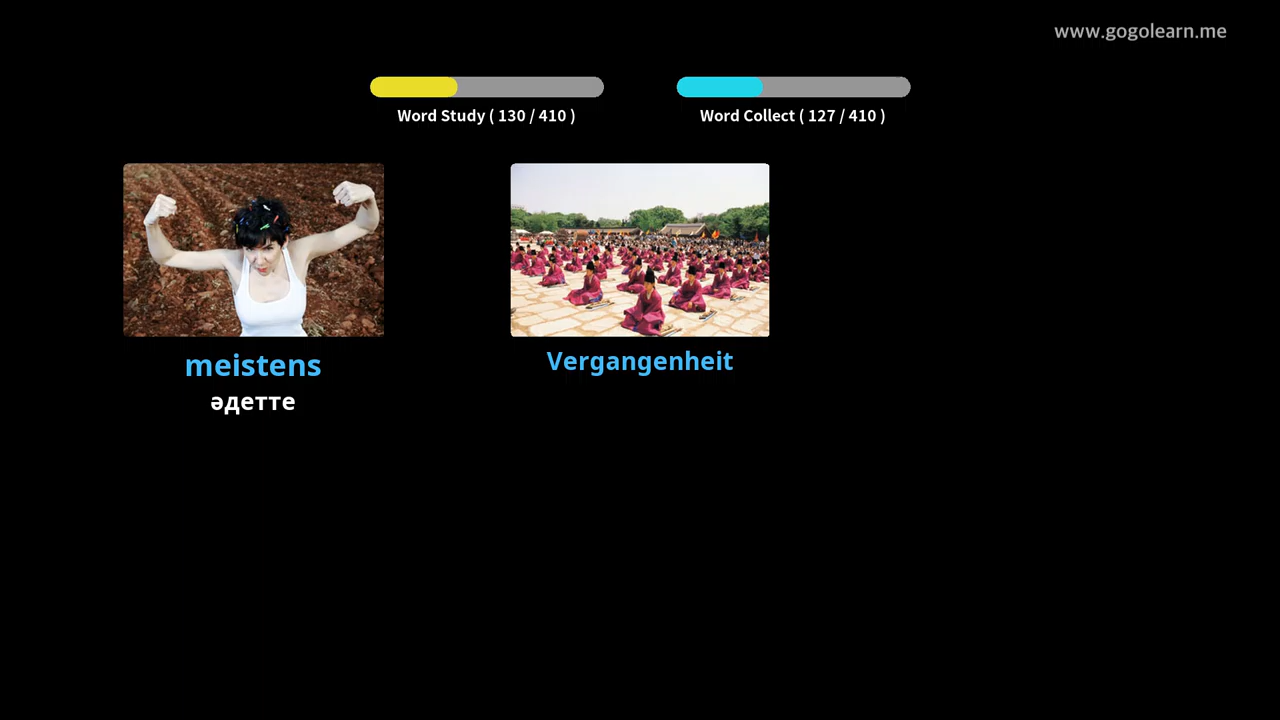 www.gogolearn.me
Word Study ( 130 / 410 )
Word Collect ( 127 / 410 )
meistens
әдетте
Vergangenheit